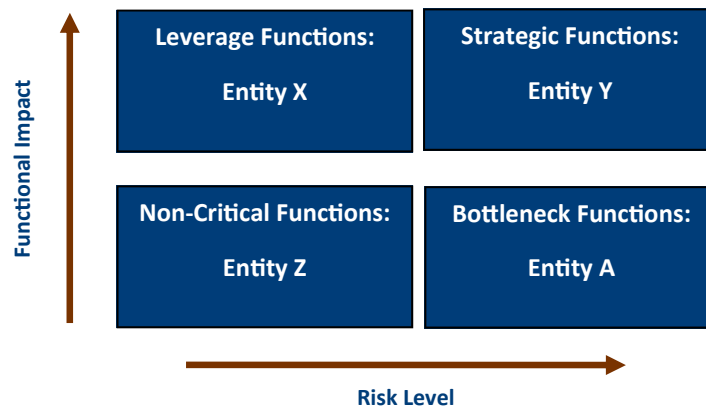 Functional Impact
Leverage Functions:
Entity X
Strategic Functions:
Entity Y
Non-Critical Functions:
Entity Z
Bottleneck Functions:
Entity A
Risk Level